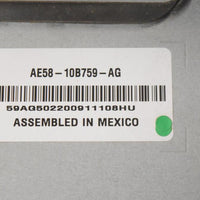 AE58-10B759-AG
59AG502200911108HU
ASSEMBLED IN MEXICO